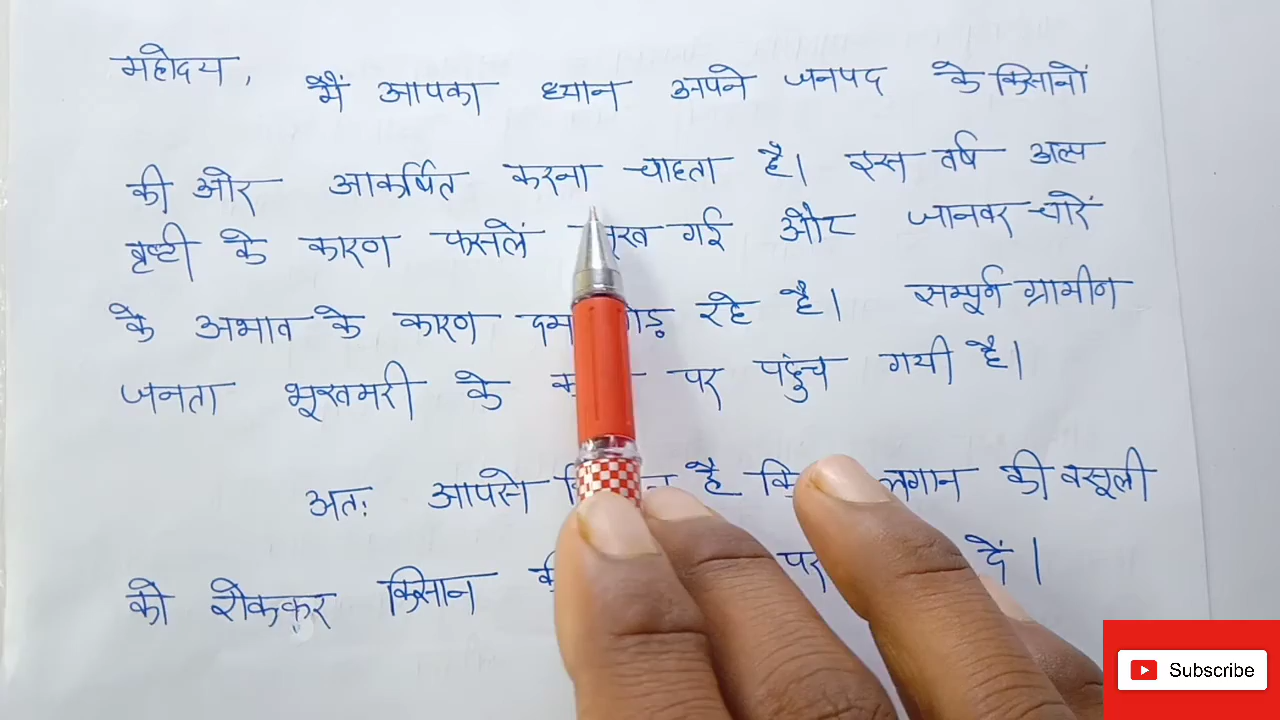 महोदय,
मैं आपका ध्यान अपने जनपद के किसानों
की ओर आकर्षित करना चाहता है। इस वर्ष अल्प
बृष्टी के कारण फसलें गई और जानवर चारें
के अभाव के कारण रहे है। सम्पूर्न ग्रामीन
जनता भूखमरी के पर पहुंच गयी है।
अतः आपसे है कि लगान की वसूली
को रोककर किसान पर दें।
Subscribe